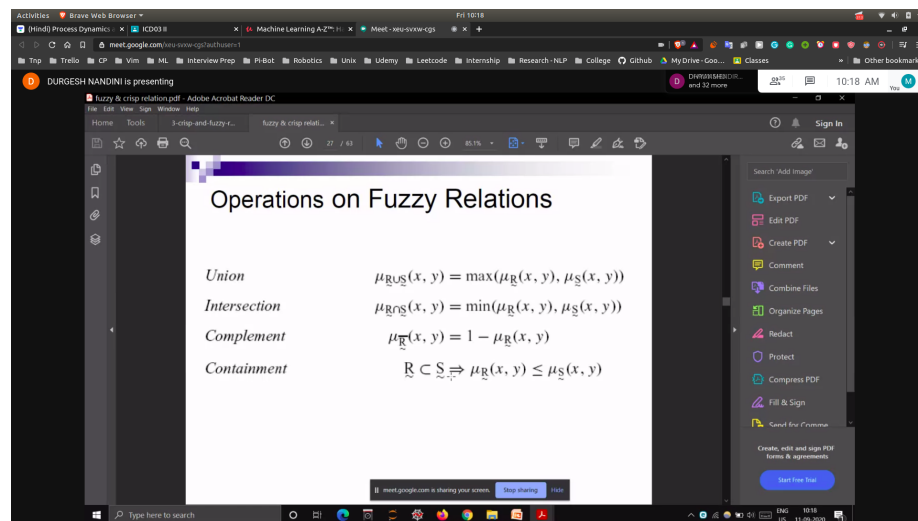 Activities Brave Web Browser Fri 10:18
(Hindi) Process Dynamics ICD03 II Machine Learning A-Z™: H Meet - xeu-svxw-cgs
meet.google.com/xeu-svxw-cgs?authuser=1
Tnp Trello CP Vim ML Interview Prep Pi-Bot Robotics Unix Udemy Leetcode Internship Research - NLP College Github My Drive - Goo... Classes Other bookmark
D DURGESH NANDINI is presenting
D and 32 more
10:18 AM You M
fuzzy & crisp relation.pdf - Adobe Acrobat Reader DC
File Edit View Sign Window Help
Home Tools 3-crisp-and-fuzzy-r... fuzzy & crisp relati... × Sign In
27 / 63 85.1%
Search 'Add Image'
Export PDF
Edit PDF
Create PDF
Comment
Combine Files
Organize Pages
Redact
Protect
Compress PDF
Fill & Sign
Send for Comme
Create, edit and sign PDF
forms & agreements
Start Free Trial
Operations on Fuzzy Relations
Union μR∪S(x, y) = max(μR(x, y), μS(x, y))
Intersection μR∩S(x, y) = min(μR(x, y), μS(x, y))
Complement μR̅(x, y) = 1 − μR(x, y)
Containment R ⊂ S ⇒ μR(x, y) ≤ μS(x, y)
meet.google.com is sharing your screen. Stop sharing Hide
Type here to search
ENG 10:18
US 11-09-2020